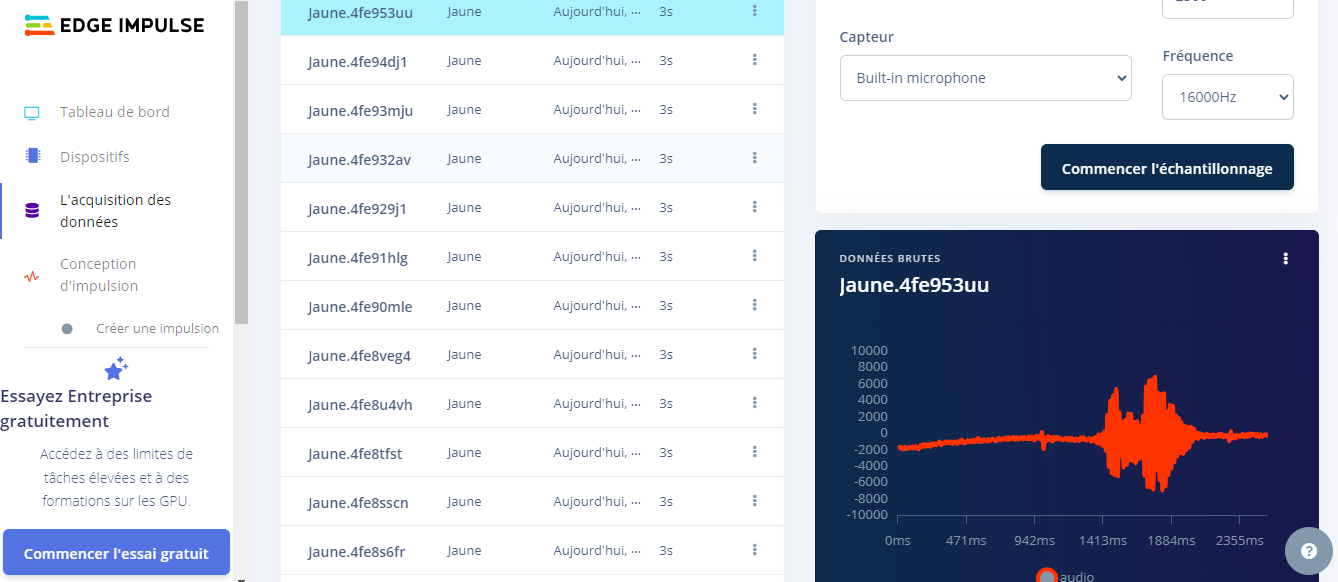 EDGE IMPULSE
Tableau de bord
Dispositifs
L'acquisition des
données
Conception
d'impulsion
Créer une impulsion
Essayez Entreprise
gratuitement
Accédez à des limites de
tâches élevées et à des
formations sur les GPU.
Commencer l'essai gratuit
Jaune.4fe953uu Jaune Aujourd'hui, ... 3s
Jaune.4fe94dj1 Jaune Aujourd'hui, ... 3s
Jaune.4fe93mju Jaune Aujourd'hui, ... 3s
Jaune.4fe932av Jaune Aujourd'hui, ... 3s
Jaune.4fe929j1 Jaune Aujourd'hui, ... 3s
Jaune.4fe91hlg Jaune Aujourd'hui, ... 3s
Jaune.4fe90mle Jaune Aujourd'hui, ... 3s
Jaune.4fe8veg4 Jaune Aujourd'hui, ... 3s
Jaune.4fe8u4vh Jaune Aujourd'hui, ... 3s
Jaune.4fe8tfst Jaune Aujourd'hui, ... 3s
Jaune.4fe8sscn Jaune Aujourd'hui, ... 3s
Jaune.4fe8s6fr Jaune Aujourd'hui, ... 3s
Capteur
Built-in microphone
Fréquence
16000Hz
Commencer l'échantillonnage
DONNÉES BRUTES
Jaune.4fe953uu
10000
8000
6000
4000
2000
0
-2000
-4000
-6000
-8000
-10000
0ms 471ms 942ms 1413ms 1884ms 2355ms
audio
?